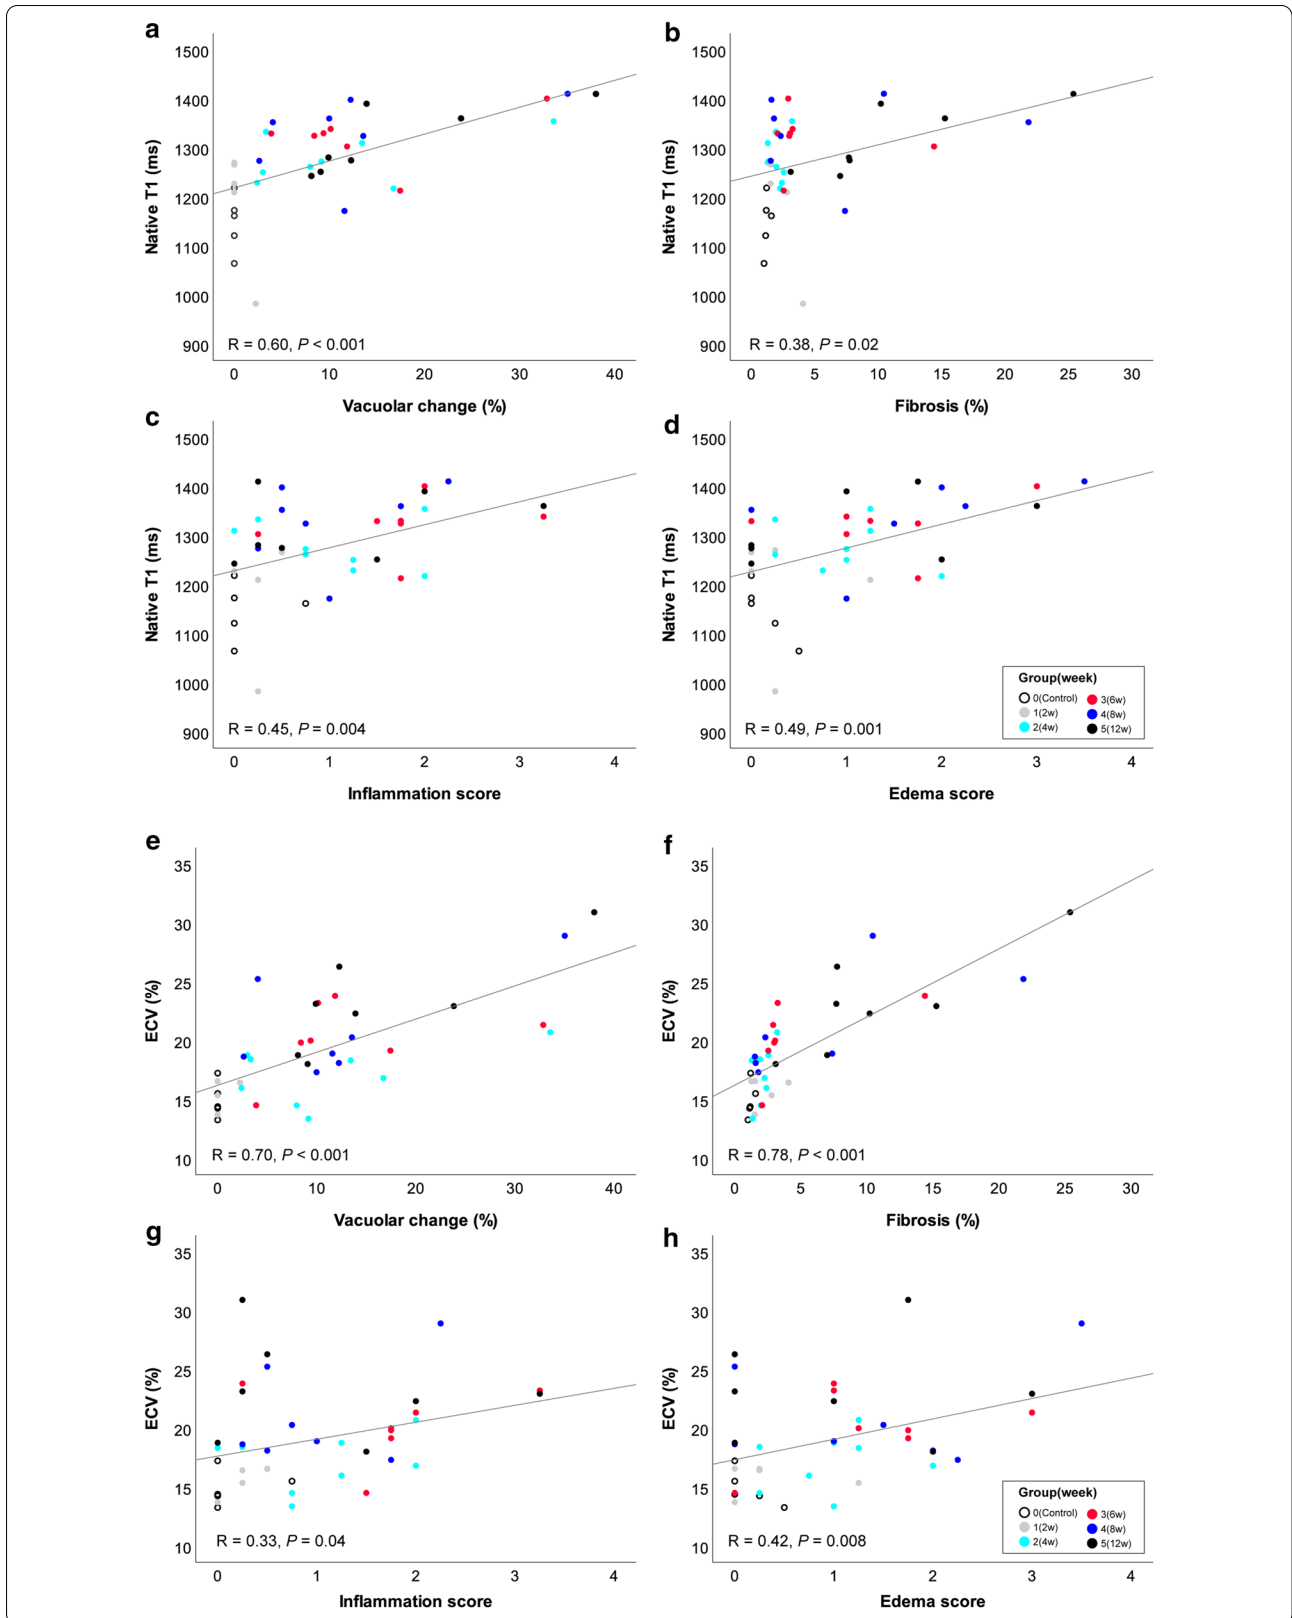 a
1500
1400
1300
1200
1100
1000
900
Native T1 (ms)
R = 0.60, P < 0.001
0 10 20 30 40
Vacuolar change (%)
b
1500
1400
1300
1200
1100
1000
900
Native T1 (ms)
R = 0.38, P = 0.02
0 5 10 15 20 25 30
Fibrosis (%)
c
1500
1400
1300
1200
1100
1000
900
Native T1 (ms)
R = 0.45, P = 0.004
0 1 2 3 4
Inflammation score
d
1500
1400
1300
1200
1100
1000
900
Native T1 (ms)
R = 0.49, P = 0.001
Group(week)
0(Control) 3(6w)
1(2w) 4(8w)
2(4w) 5(12w)
0 1 2 3 4
Edema score
e
35
30
25
20
15
10
ECV (%)
R = 0.70, P < 0.001
0 10 20 30 40
Vacuolar change (%)
f
35
30
25
20
15
10
ECV (%)
R = 0.78, P < 0.001
0 5 10 15 20 25 30
Fibrosis (%)
g
35
30
25
20
15
10
ECV (%)
R = 0.33, P = 0.04
0 1 2 3 4
Inflammation score
h
35
30
25
20
15
10
ECV (%)
R = 0.42, P = 0.008
Group(week)
0(Control) 3(6w)
1(2w) 4(8w)
2(4w) 5(12w)
0 1 2 3 4
Edema score